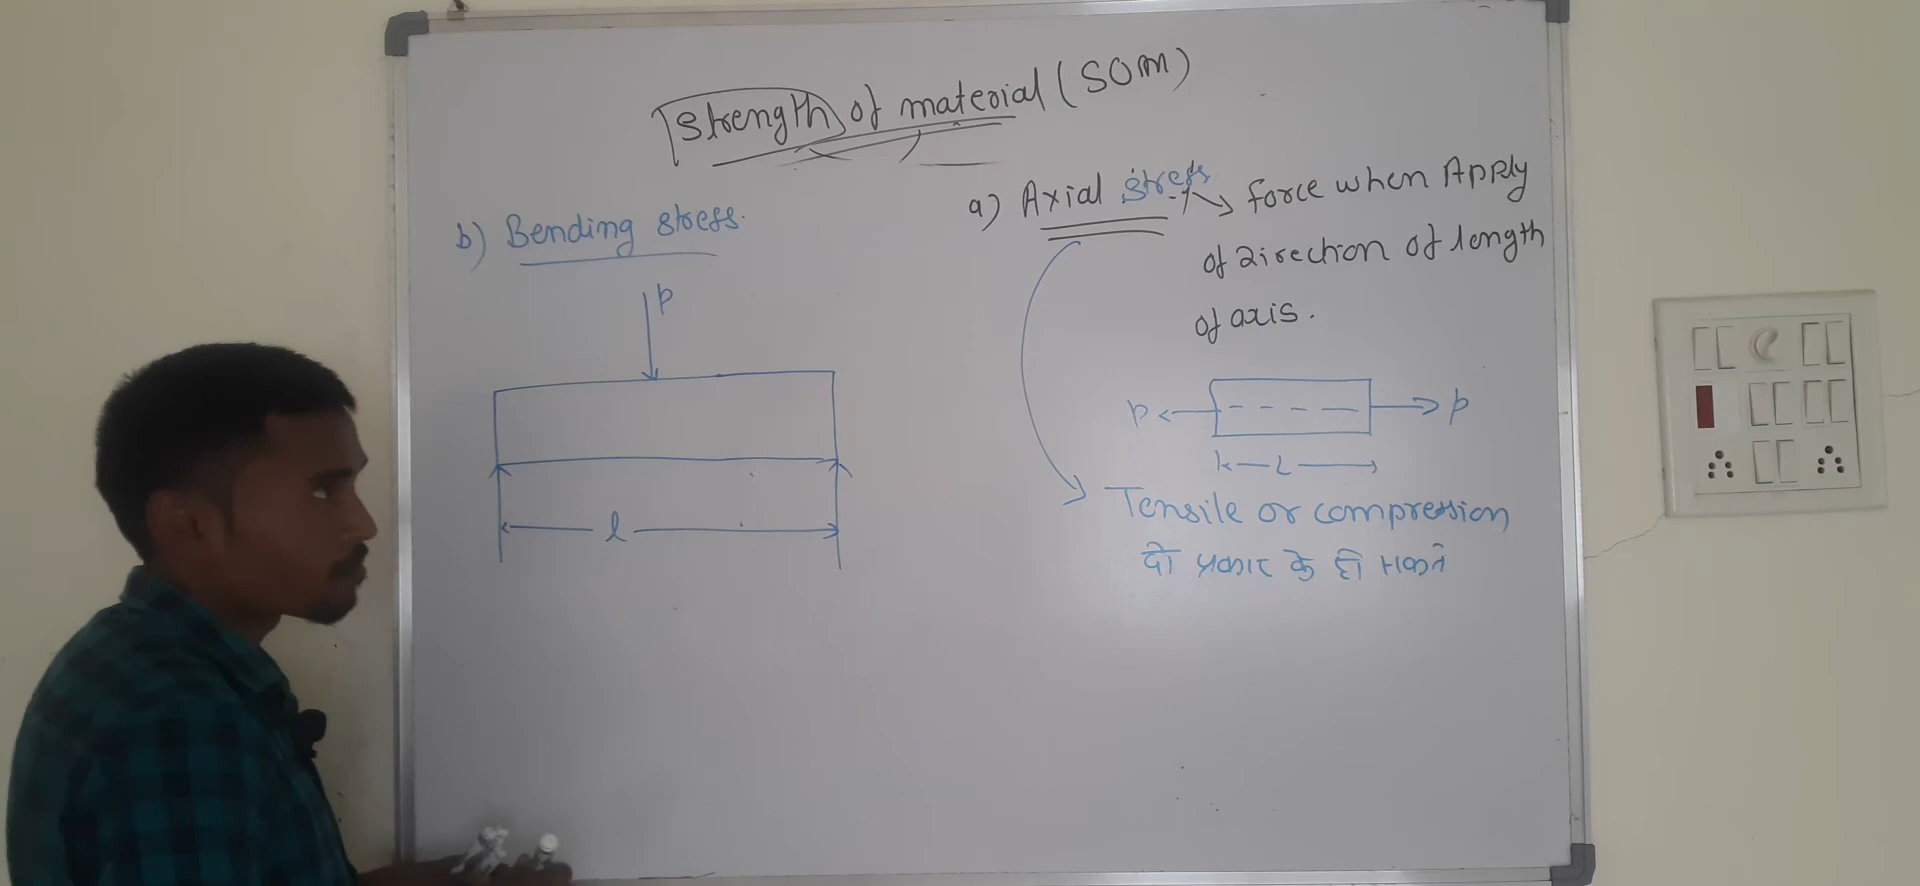 Strength of material (SOM)
a) Axial stress → force when Apply
of Direction of length
of axis.
P P
L
Tensile or compression
दो प्रकार के हो सकते
b) Bending stress.
P
l